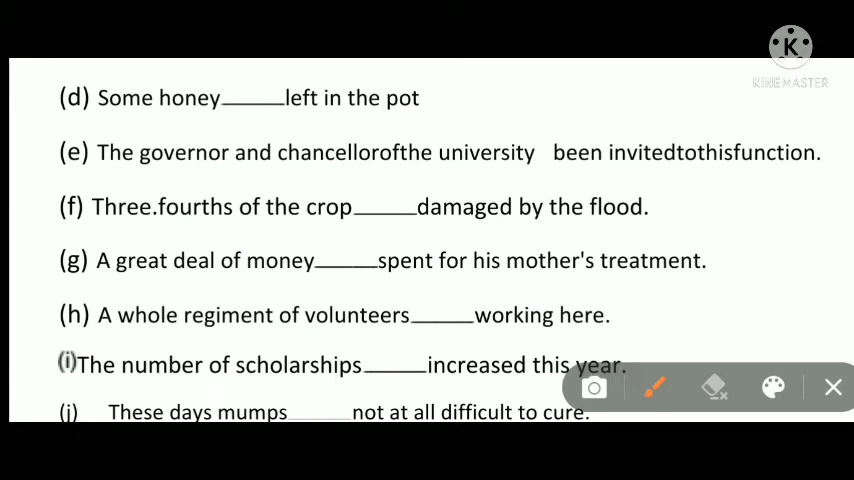 K
KINEMASTER
(d) Some honey_____left in the pot
(e) The governor and chancellorofthe university been invitedtothisfunction.
(f) Three.fourths of the crop_____damaged by the flood.
(g) A great deal of money_____spent for his mother's treatment.
(h) A whole regiment of volunteers_____working here.
(i)The number of scholarships_____increased this year.
(j) These days mumps_____not at all difficult to cure.